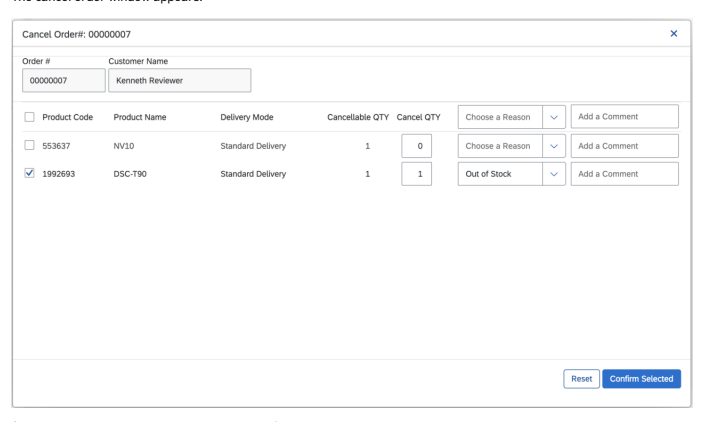 The cancel order window appears.
Cancel Order#: 00000007
Order # Customer Name
00000007 Kenneth Reviewer
Product Code Product Name Delivery Mode Cancellable QTY Cancel QTY Choose a Reason Add a Comment
553637 NV10 Standard Delivery 1 0 Choose a Reason Add a Comment
1992693 DSC-T90 Standard Delivery 1 1 Out of Stock Add a Comment
Reset Confirm Selected